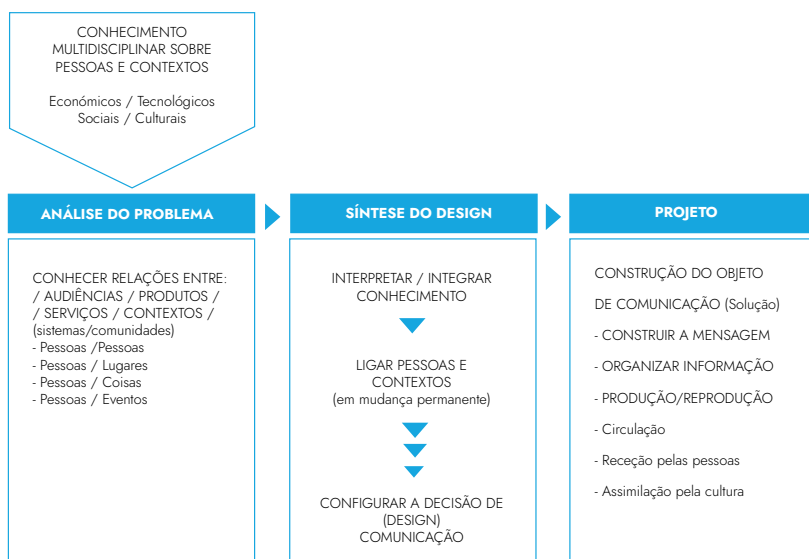 CONHECIMENTO
MULTIDISCIPLINAR SOBRE
PESSOAS E CONTEXTOS
Económicos / Tecnológicos
Sociais / Culturais
ANÁLISE DO PROBLEMA
CONHECER RELAÇÕES ENTRE:
/ AUDIÊNCIAS / PRODUTOS /
/ SERVIÇOS / CONTEXTOS /
(sistemas/comunidades)
- Pessoas /Pessoas
- Pessoas / Lugares
- Pessoas / Coisas
- Pessoas / Eventos
SÍNTESE DO DESIGN
INTERPRETAR / INTEGRAR
CONHECIMENTO
LIGAR PESSOAS E
CONTEXTOS
(em mudança permanente)
CONFIGURAR A DECISÃO DE
(DESIGN)
COMUNICAÇÃO
PROJETO
CONSTRUÇÃO DO OBJETO
DE COMUNICAÇÃO (Solução)
- CONSTRUIR A MENSAGEM
- ORGANIZAR INFORMAÇÃO
- PRODUÇÃO/REPRODUÇÃO
- Circulação
- Receção pelas pessoas
- Assimilação pela cultura